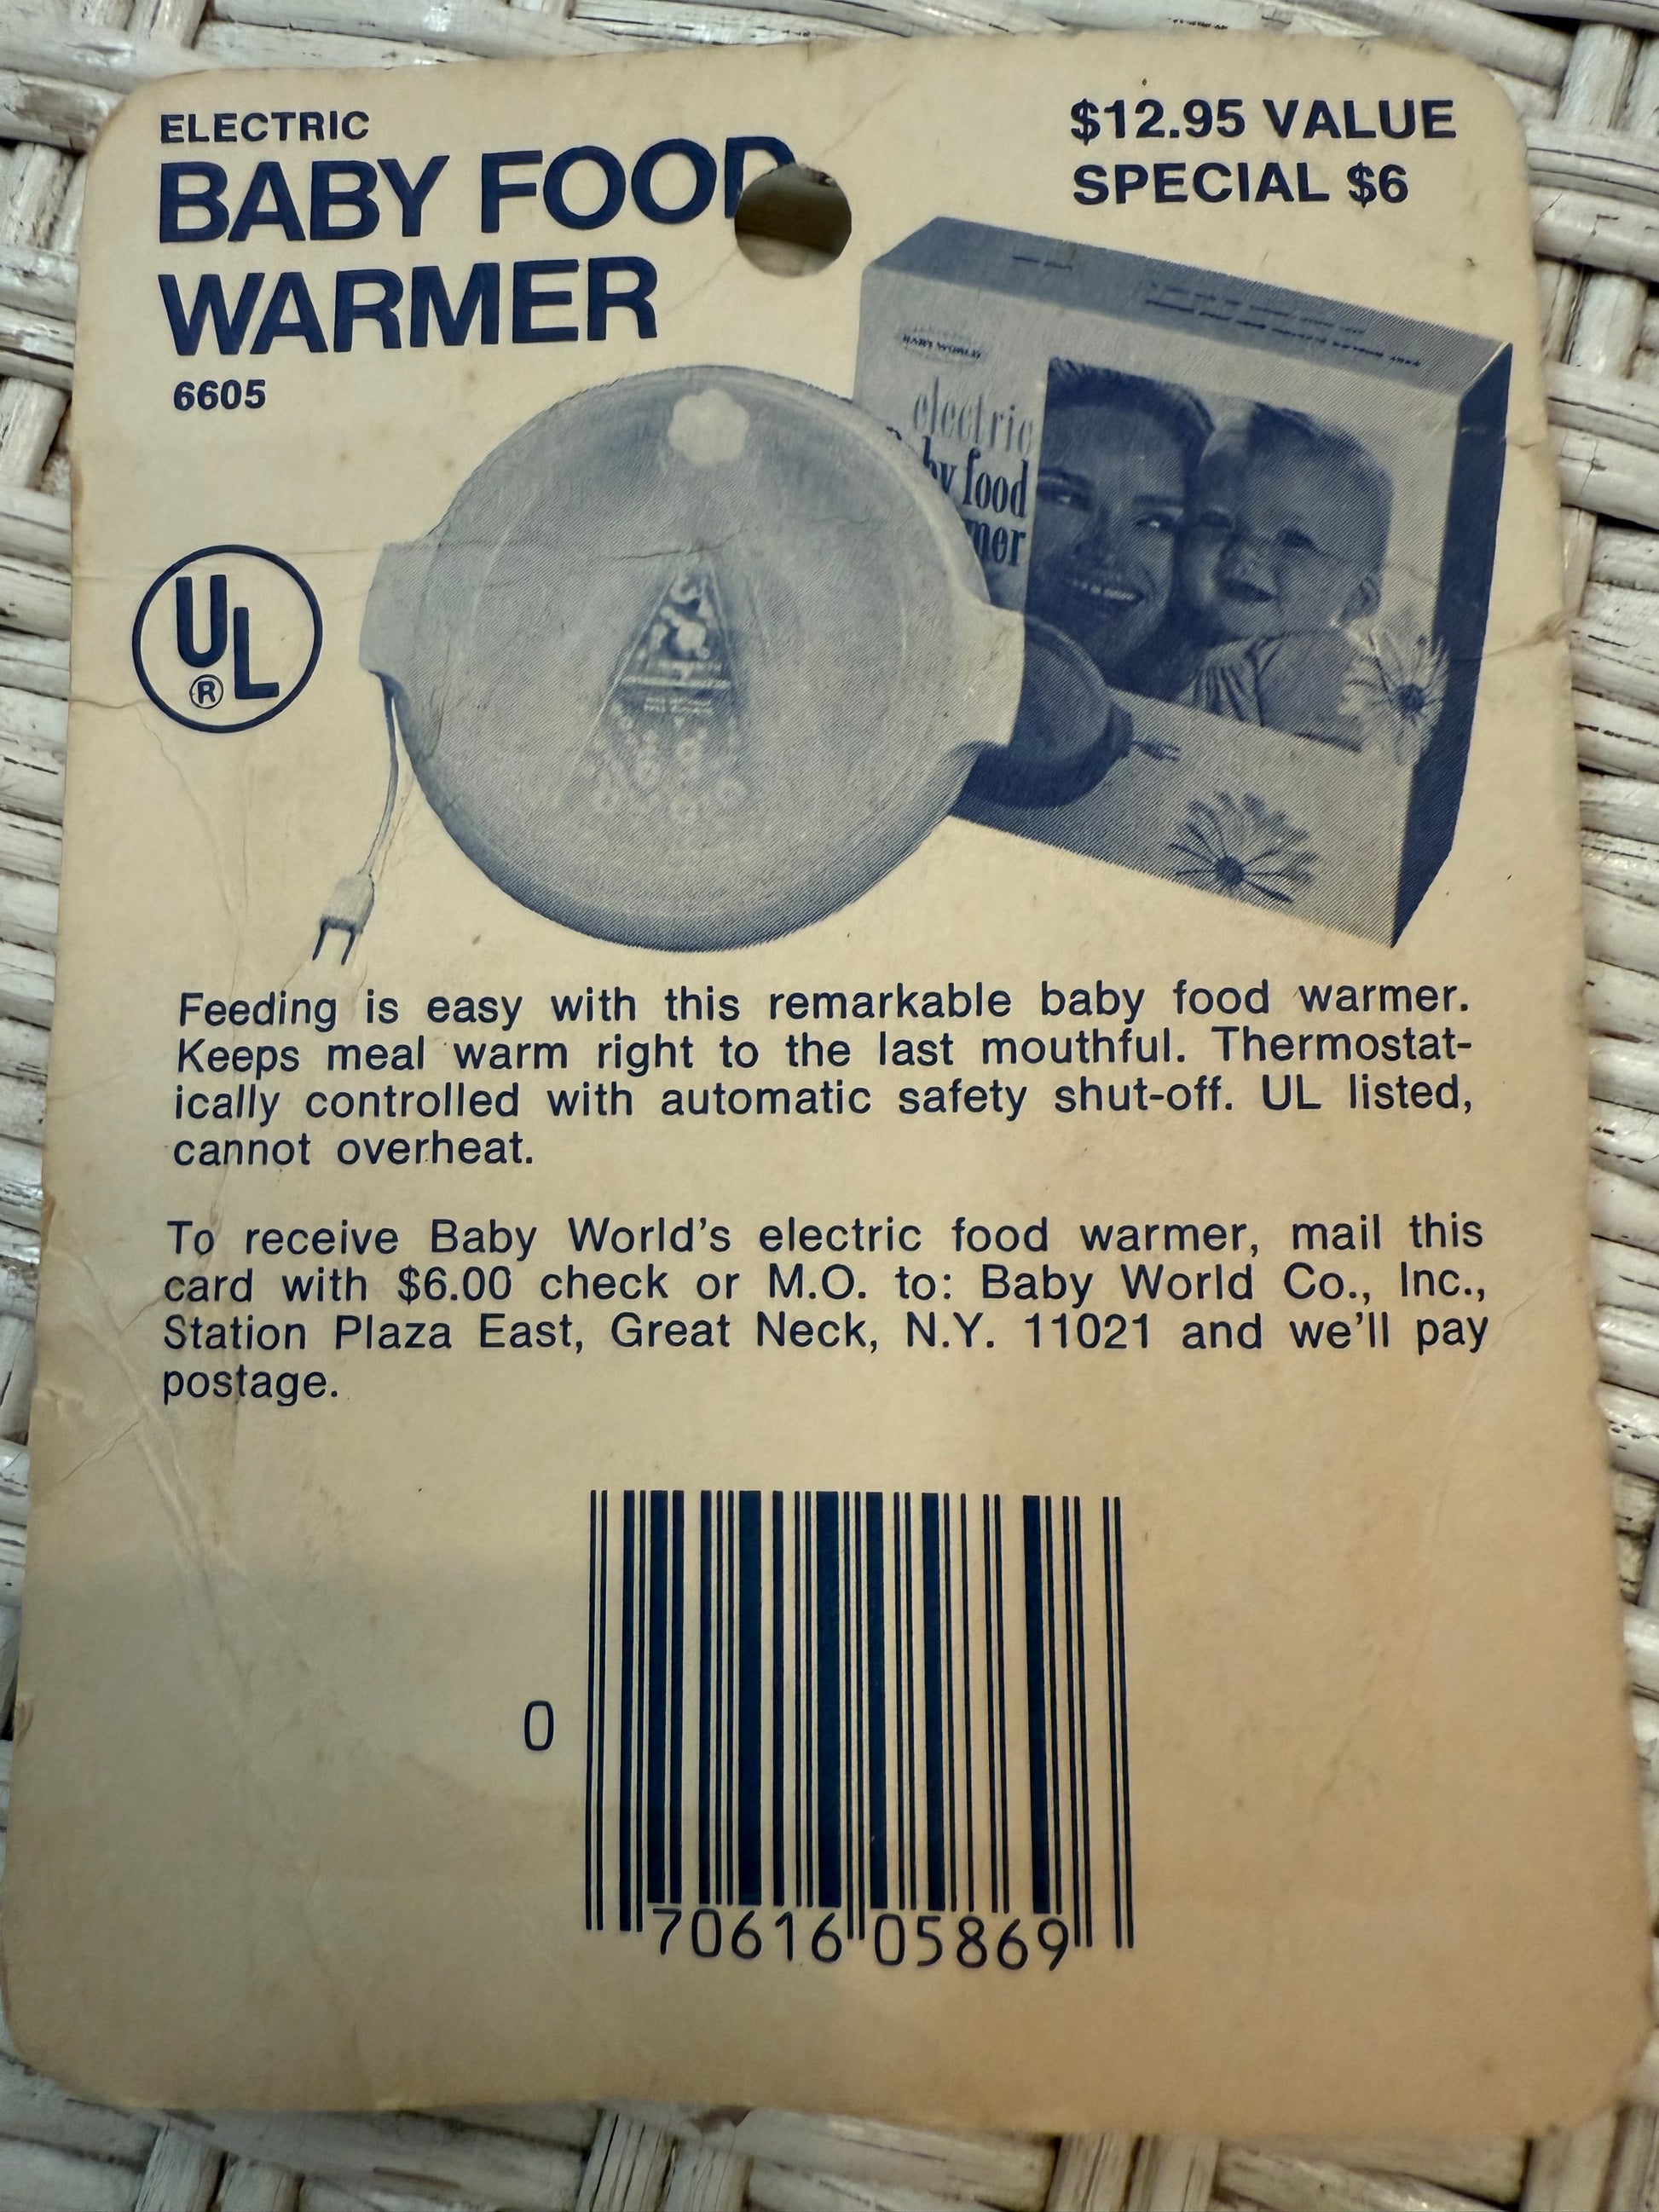 ELECTRIC
BABY FOOD
WARMER
6605
$12.95 VALUE
SPECIAL $6
BABY WORLD
electric
by food
mer
UL
®
Feeding is easy with this remarkable baby food warmer.
Keeps meal warm right to the last mouthful. Thermostat-
ically controlled with automatic safety shut-off. UL listed,
cannot overheat.
To receive Baby World's electric food warmer, mail this
card with $6.00 check or M.O. to: Baby World Co., Inc.,
Station Plaza East, Great Neck, N.Y. 11021 and we'll pay
postage.
0
70616 05869